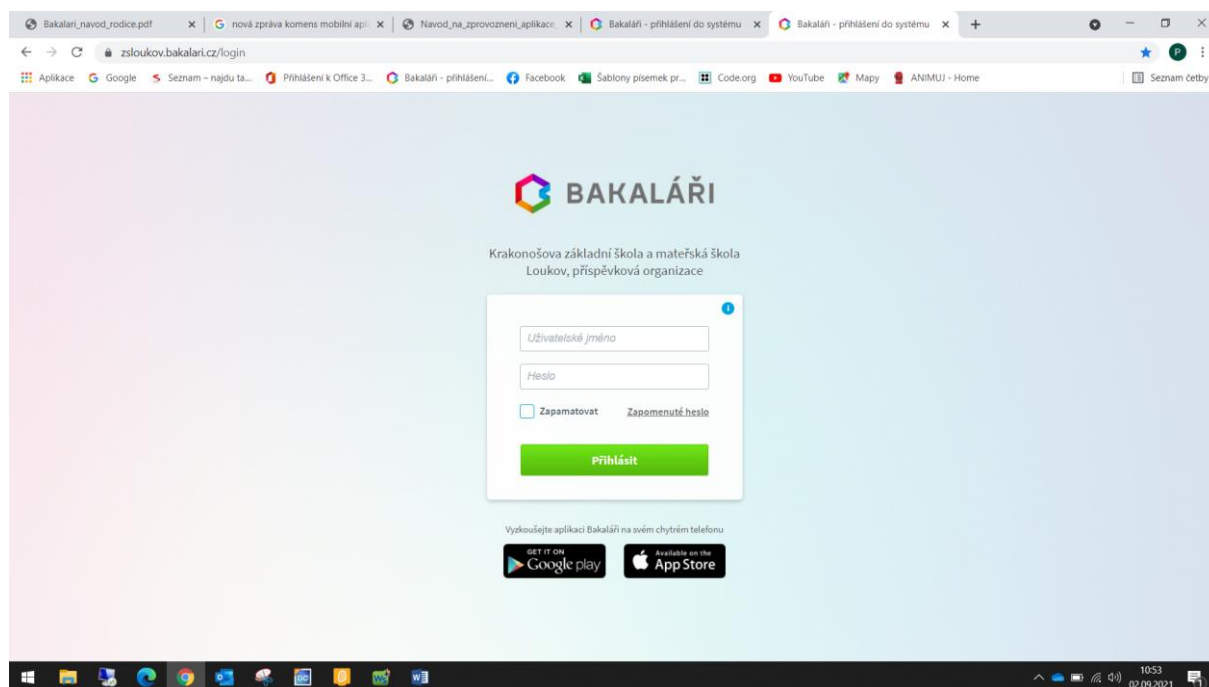 Bakalari_navod_rodice.pdf
nová zpráva komens mobilní apli
Navod_na_zprovozneni_aplikace_
Bakaláři - přihlášení do systému
Bakaláři - přihlášení do systému
zsloukov.bakalari.cz/login
P
Aplikace
Google
Seznam – najdu ta...
Přihlášení k Office 3...
Bakaláři - přihlášení...
Facebook
Šablony písemek pr...
Code.org
YouTube
Mapy
ANIMUJ - Home
Seznam četby
BAKALÁŘI
Krakonošova základní škola a mateřská škola
Loukov, příspěvková organizace
Uživatelské jméno
Heslo
Zapamatovat Zapomenuté heslo
Přihlásit
Vyzkoušejte aplikaci Bakaláři na svém chytrém telefonu
GET IT ON
Google play
Available on the
App Store
10:53
02.09.2021